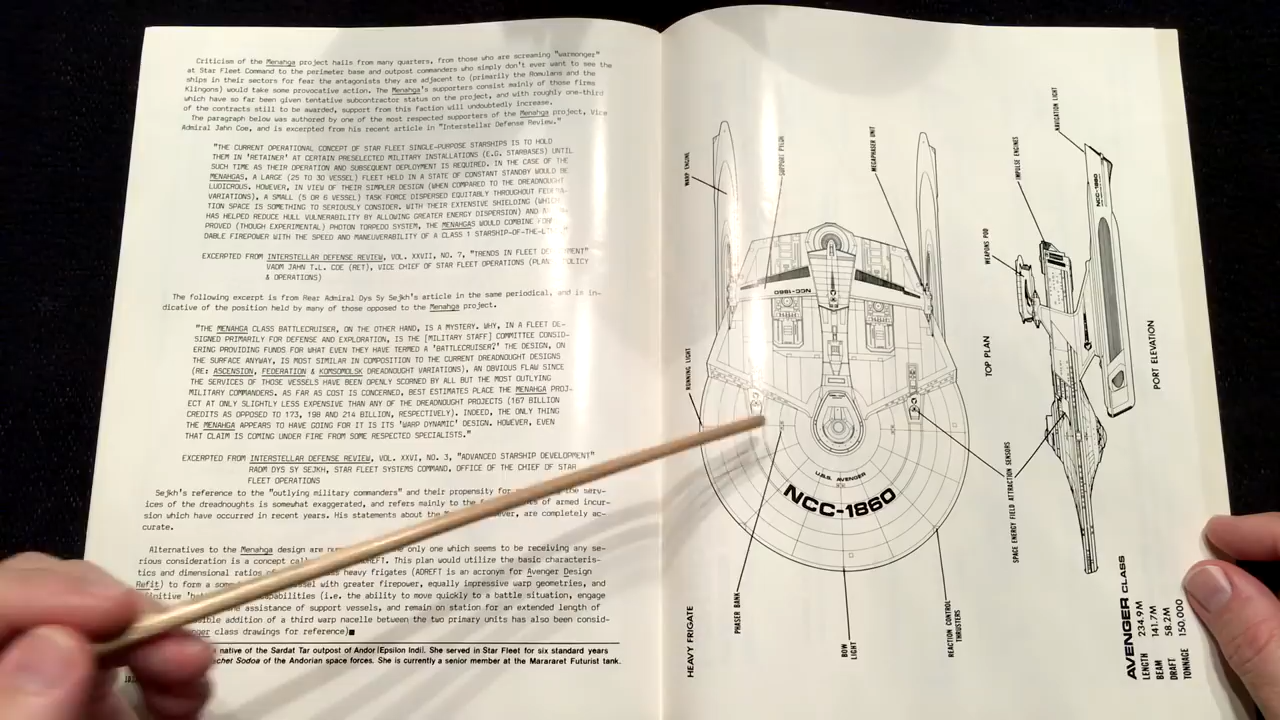 Criticism of the Menahga project hails from many quarters, from those who are screaming "warmonger"
at Star Fleet Command to the perimeter base and outpost commanders who simply don't ever want to see the
ships in their sectors for fear the antagonists they are adjacent to (primarily the Romulans and the
Klingons) would take some provocative action. The Menahga's supporters consist mainly of those firms
which have so far been given tentative subcontractor status on the project, and with roughly one-third
of the contracts still to be awarded, support from this faction will undoubtedly increase.
The paragraph below was authored by one of the most respected supporters of the Menahga project, Vice
Admiral Jahn Coe, and is excerpted from his recent article in "Interstellar Defense Review."
"THE CURRENT OPERATIONAL CONCEPT OF STAR FLEET SINGLE-PURPOSE STARSHIPS IS TO HOLD
THEM IN 'RETAINER' AT CERTAIN PRESELECTED MILITARY INSTALLATIONS (E.G. STARBASES) UNTIL
SUCH TIME AS THEIR OPERATION AND SUBSEQUENT DEPLOYMENT IS REQUIRED. IN THE CASE OF THE
MENAHGAS, A LARGE (25 TO 30 VESSEL) FLEET HELD IN A STATE OF CONSTANT STANDBY WOULD BE
LUDICROUS. HOWEVER, IN VIEW OF THEIR SIMPLER DESIGN (WHEN COMPARED TO THE DREADNOUGHT
VARIATIONS), A SMALL (5 OR 6 VESSEL) TASK FORCE DISPERSED EQUITABLY THROUGHOUT
TION SPACE IS SOMETHING TO SERIOUSLY CONSIDER. WITH THEIR EXTENSIVE SHIELDING
HAS HELPED REDUCE HULL VULNERABILITY BY ALLOWING GREATER ENERGY DISPERSION) AND
PROVED (THOUGH EXPERIMENTAL) PHOTON TORPEDO SYSTEM, THE MENAHGAS WOULD COMBINE
DABLE FIREPOWER WITH THE SPEED AND MANEUVERABILITY OF A CLASS 1
EXCERPTED FROM INTERSTELLAR DEFENSE REVIEW, VOL. XXVII, NO. 7, "TRENDS IN FLEET
VADM JAHN T.L. COE (RET), VICE CHIEF OF STAR FLEET OPERATIONS
& OPERATIONS)
The following excerpt is from Rear Admiral Dys Sy Sejkh's article in the same periodical, and is in-
dicative of the position held by many of those opposed to the Menahga project.
"THE MENAHGA CLASS BATTLECRUISER, ON THE OTHER HAND, IS A MYSTERY. WHY, IN A FLEET DE-
SIGNED PRIMARILY FOR DEFENSE AND EXPLORATION, IS THE [MILITARY STAFF] COMMITTEE CONSID-
ERING PROVIDING FUNDS FOR WHAT EVEN THEY HAVE TERMED A 'BATTLECRUISER?' THE DESIGN, ON
THE SURFACE ANYWAY, IS MOST SIMILAR IN COMPOSITION TO THE CURRENT DREADNOUGHT DESIGNS
(RE: ASCENSION, FEDERATION & KOMSOMOLSK DREADNOUGHT VARIATIONS), AN OBVIOUS FLAW SINCE
THE SERVICES OF THOSE VESSELS HAVE BEEN OPENLY SCORNED BY ALL BUT THE MOST OUTLYING
MILITARY COMMANDERS. AS FAR AS COST IS CONCERNED, BEST ESTIMATES PLACE THE MENAHGA PROJ-
ECT AT ONLY SLIGHTLY LESS EXPENSIVE THAN ANY OF THE DREADNOUGHT PROJECTS (167 BILLION
CREDITS AS OPPOSED TO 173, 198 AND 214 BILLION, RESPECTIVELY). INDEED, THE ONLY THING
THE MENAHGA APPEARS TO HAVE GOING FOR IT IS ITS 'WARP DYNAMIC' DESIGN. HOWEVER, EVEN
THAT CLAIM IS COMING UNDER FIRE FROM SOME RESPECTED SPECIALISTS."
EXCERPTED FROM INTERSTELLAR DEFENSE REVIEW, VOL. XXVI, NO. 3, "ADVANCED STARSHIP DEVELOPMENT"
RADM DYS SY SEJKH, STAR FLEET SYSTEMS COMMAND, OFFICE OF THE CHIEF OF STAR
FLEET OPERATIONS
Sejkh's reference to the "outlying military commanders" and their propensity for the serv-
ices of the dreadnoughts is somewhat exaggerated, and refers mainly to the of armed incur-
sion which have occurred in recent years. His statements about the are completely ac-
curate.
Alternatives to the Menahga design are only one which seems to be receiving any se-
rious consideration is a concept This plan would utilize the basic characteris-
tics and dimensional ratios of heavy frigates (ADREFT is an acronym for Avenger Design
Refit) to form a vessel with greater firepower, equally impressive warp geometries, and
(i.e. the ability to move quickly to a battle situation, engage
assistance of support vessels, and remain on station for an extended length of
addition of a third warp nacelle between the two primary units has also been consid-
class drawings for reference)■
native of the Sardat Tar outpost of Andor (Epsilon Indi). She served in Star Fleet for six standard years
Sodoa of the Andorian space forces. She is currently a senior member at the Marararet Futurist tank.
HEAVY FRIGATE
WARP ENGINE
SUPPORT PYLON
MEGAPHASER UNIT
RUNNING LIGHT
NCC-1860
U.S.S. AVENGER
NCC-1860
PHASER BANK
BOW
LIGHT
REACTION CONTROL
THRUSTERS
TOP PLAN
WEAPONS POD
IMPULSE ENGINES
NAVIGATION LIGHT
NCC-1860
SPACE ENERGY FIELD ATTRACTION SENSORS
PORT ELEVATION
AVENGER CLASS
LENGTH 234.9M
BEAM 141.7M
DRAFT 58.2M
TONNAGE 150,000